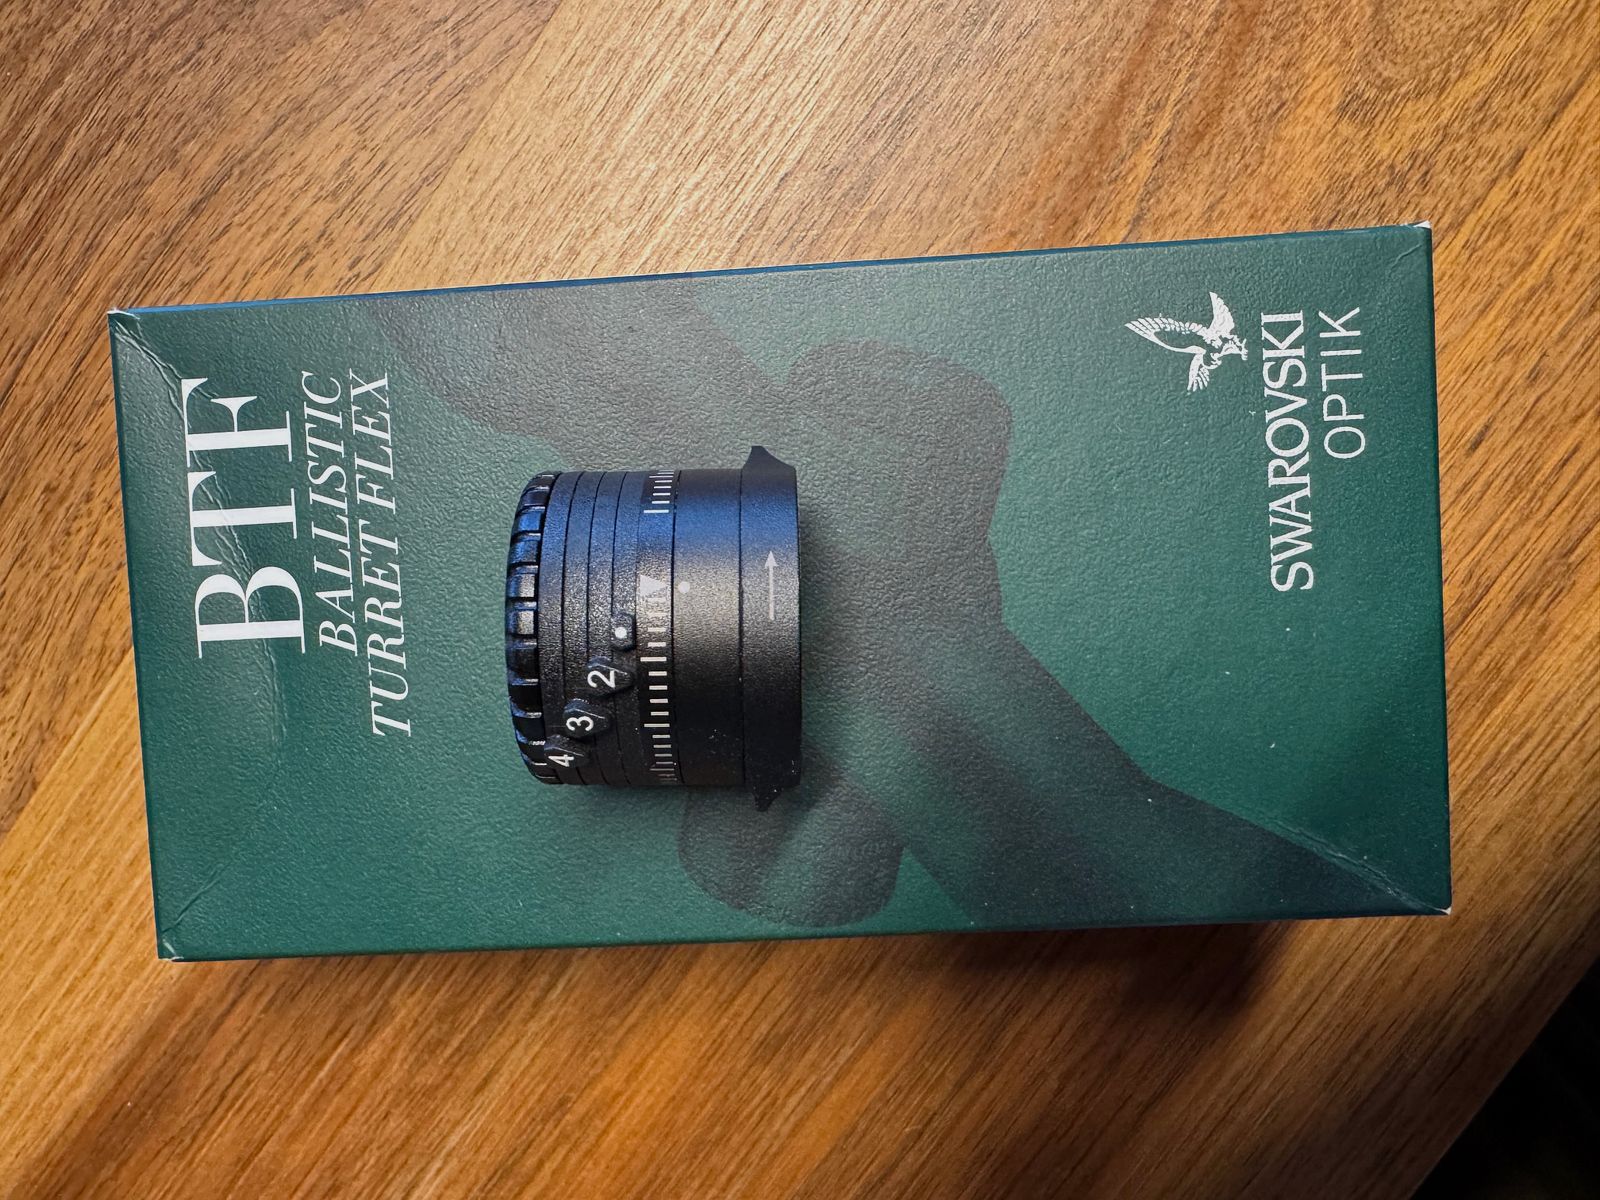 BTF
BALLISTIC
TURRET FLEX
4
3
2
SWAROVSKI
OPTIK